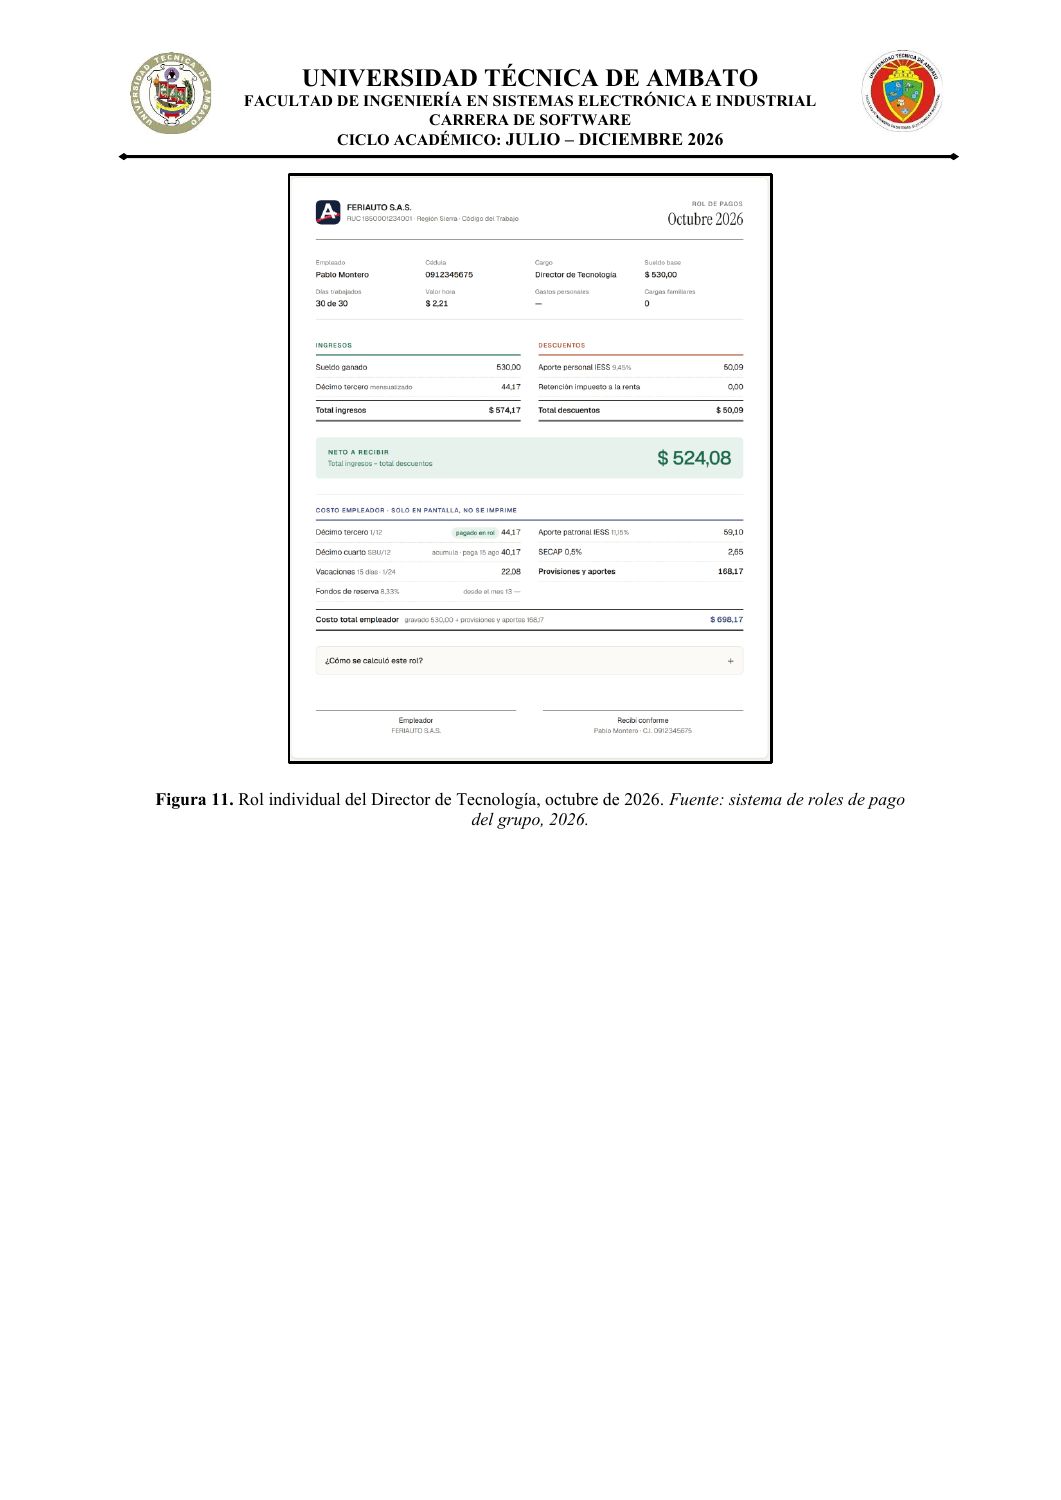 UNIVERSIDAD TÉCNICA DE AMBATO
FACULTAD DE INGENIERÍA EN SISTEMAS ELECTRÓNICA E INDUSTRIAL
CARRERA DE SOFTWARE
CICLO ACADÉMICO: JULIO – DICIEMBRE 2026
FERIAUTO S.A.S.
RUC 1850001234001 · Región Sierra · Código del Trabajo
ROL DE PAGOS
Octubre 2026
Empleado Cédula Cargo Sueldo base
Pablo Montero 0912345675 Director de Tecnología $ 530,00
Días trabajados Valor hora Gastos personales Cargas familiares
30 de 30 $ 2,21 — 0
INGRESOS DESCUENTOS
Sueldo ganado 530,00 Aporte personal IESS 9,45% 50,09
Décimo tercero mensualizado 44,17 Retención impuesto a la renta 0,00
Total ingresos $ 574,17 Total descuentos $ 50,09
NETO A RECIBIR
Total ingresos − total descuentos
$ 524,08
COSTO EMPLEADOR · SOLO EN PANTALLA, NO SE IMPRIME
Décimo tercero 1/12 pagado en rol 44,17 Aporte patronal IESS 11,15% 59,10
Décimo cuarto SBU/12 acumula · paga 15 ago 40,17 SECAP 0,5% 2,65
Vacaciones 15 días · 1/24 22,08 Provisiones y aportes 168,17
Fondos de reserva 8,33% desde el mes 13 —
Costo total empleador gravado 530,00 + provisiones y aportes 168,17 $ 698,17
¿Cómo se calculó este rol? +
Empleador Recibí conforme
FERIAUTO S.A.S. Pablo Montero · C.I. 0912345675
Figura 11. Rol individual del Director de Tecnología, octubre de 2026. Fuente: sistema de roles de pago
del grupo, 2026.